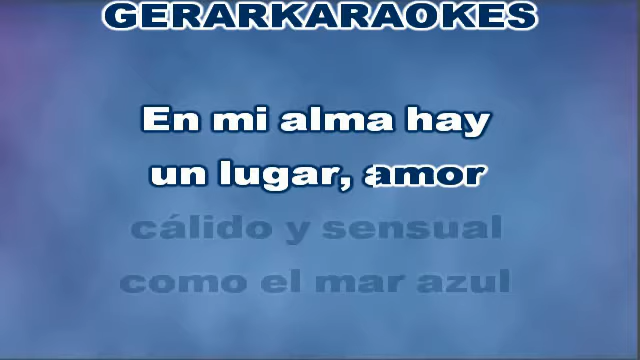 GERARKARAOKES
En mi alma hay
un lugar, amor
cálido y sensual
como el mar azul